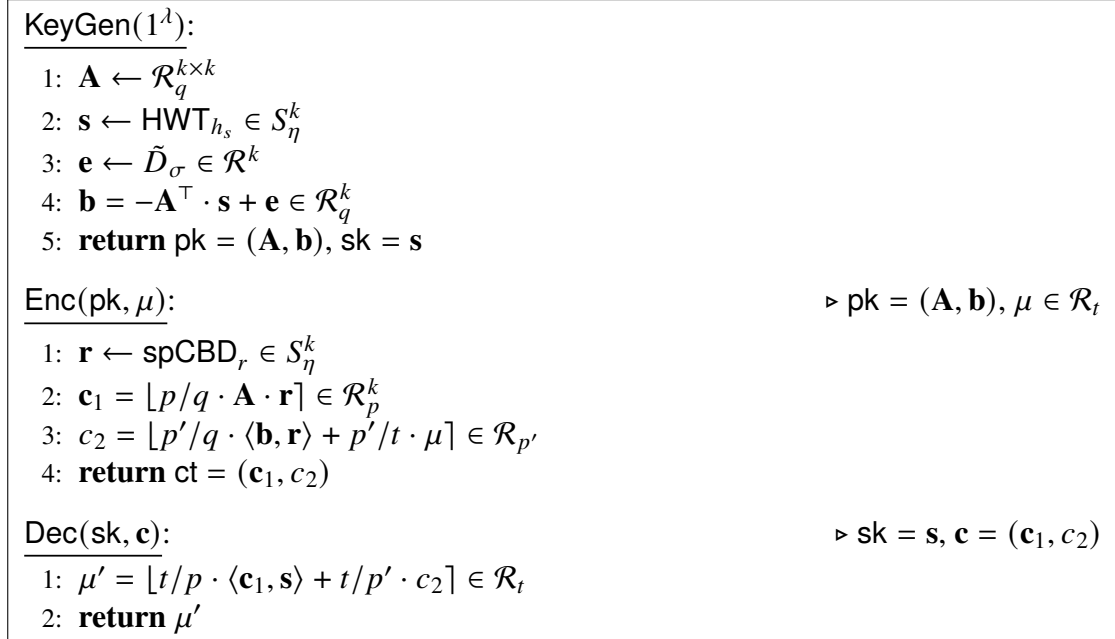 KeyGen(1^λ):
1: A ← R_q^{k×k}
2: s ← HWT_{h_s} ∈ S_η^k
3: e ← D̃_σ ∈ R^k
4: b = −A^⊤ · s + e ∈ R_q^k
5: return pk = (A, b), sk = s
Enc(pk, μ): ▹ pk = (A, b), μ ∈ R_t
1: r ← spCBD_r ∈ S_η^k
2: c_1 = ⌊p/q · A · r⌉ ∈ R_p^k
3: c_2 = ⌊p′/q · ⟨b, r⟩ + p′/t · μ⌉ ∈ R_{p′}
4: return ct = (c_1, c_2)
Dec(sk, c): ▹ sk = s, c = (c_1, c_2)
1: μ′ = ⌊t/p · ⟨c_1, s⟩ + t/p′ · c_2⌉ ∈ R_t
2: return μ′